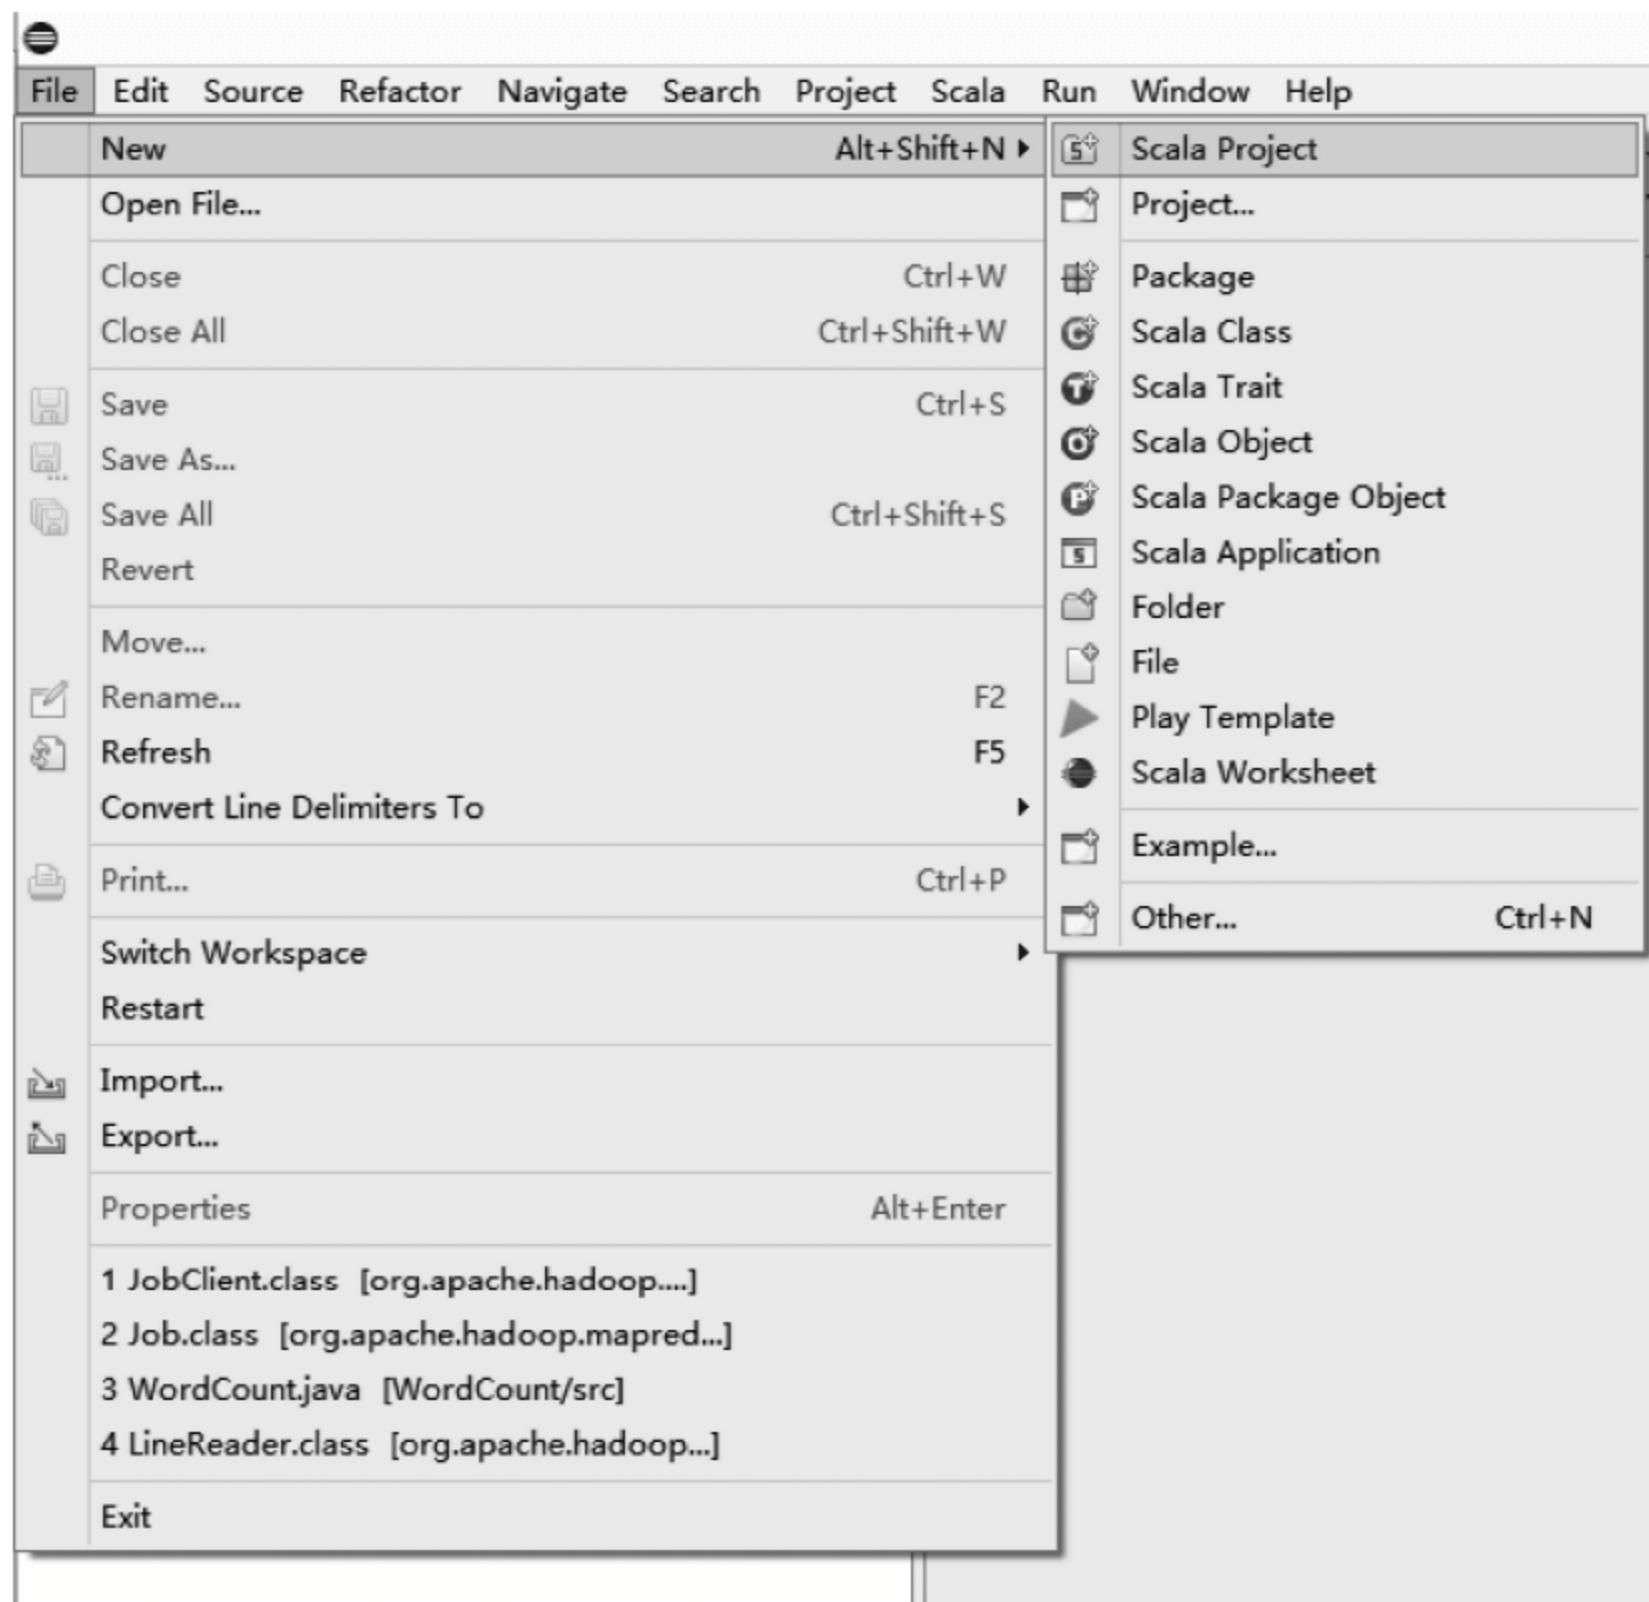 File Edit Source Refactor Navigate Search Project Scala Run Window Help
New Alt+Shift+N
Open File...
Close Ctrl+W
Close All Ctrl+Shift+W
Save Ctrl+S
Save As...
Save All Ctrl+Shift+S
Revert
Move...
Rename... F2
Refresh F5
Convert Line Delimiters To
Print... Ctrl+P
Switch Workspace
Restart
Import...
Export...
Properties Alt+Enter
1 JobClient.class [org.apache.hadoop....]
2 Job.class [org.apache.hadoop.mapred...]
3 WordCount.java [WordCount/src]
4 LineReader.class [org.apache.hadoop...]
Exit
Scala Project
Project...
Package
Scala Class
Scala Trait
Scala Object
Scala Package Object
Scala Application
Folder
File
Play Template
Scala Worksheet
Example...
Other... Ctrl+N